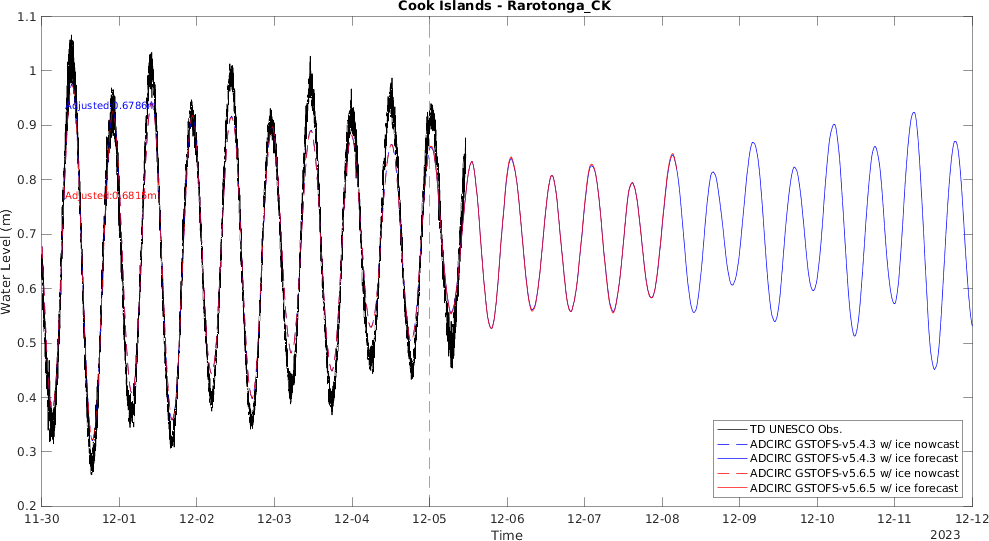 Cook Islands - Rarotonga_CK
1.1
1
0.9
0.8
0.7
0.6
0.5
0.4
0.3
0.2
Water Level (m)
Adjusted:0.6786m
Adjusted:0.6815m
TD UNESCO Obs.
ADCIRC GSTOFS-v5.4.3 w/ ice nowcast
ADCIRC GSTOFS-v5.4.3 w/ ice forecast
ADCIRC GSTOFS-v5.6.5 w/ ice nowcast
ADCIRC GSTOFS-v5.6.5 w/ ice forecast
11-30 12-01 12-02 12-03 12-04 12-05 12-06 12-07 12-08 12-09 12-10 12-11 12-12
Time
2023